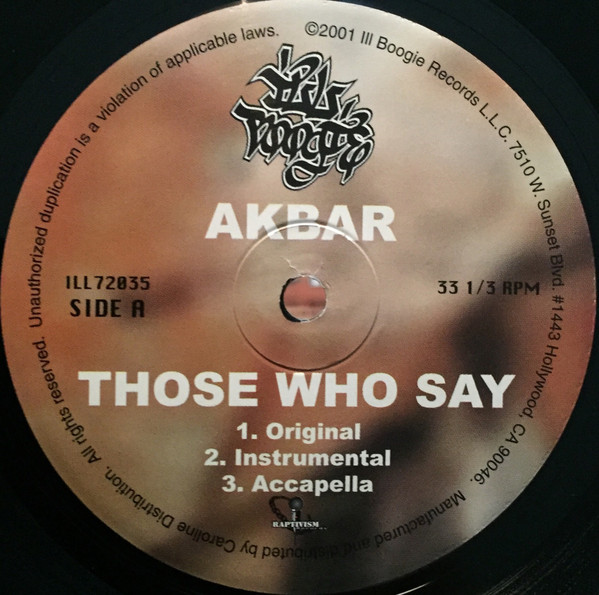 ©2001 Ill Boogie Records L.L.C. 7510 W. Sunset Blvd. #1443 Hollywood, CA 90046. Manufactured and distributed by Caroline Distribution. All rights reserved. Unauthorized duplication is a violation of applicable laws.
ILL BOOGIE
AKBAR
ILL72035
33 1/3 RPM
SIDE A
THOSE WHO SAY
1. Original
2. Instrumental
3. Accapella
RAPTIVISM